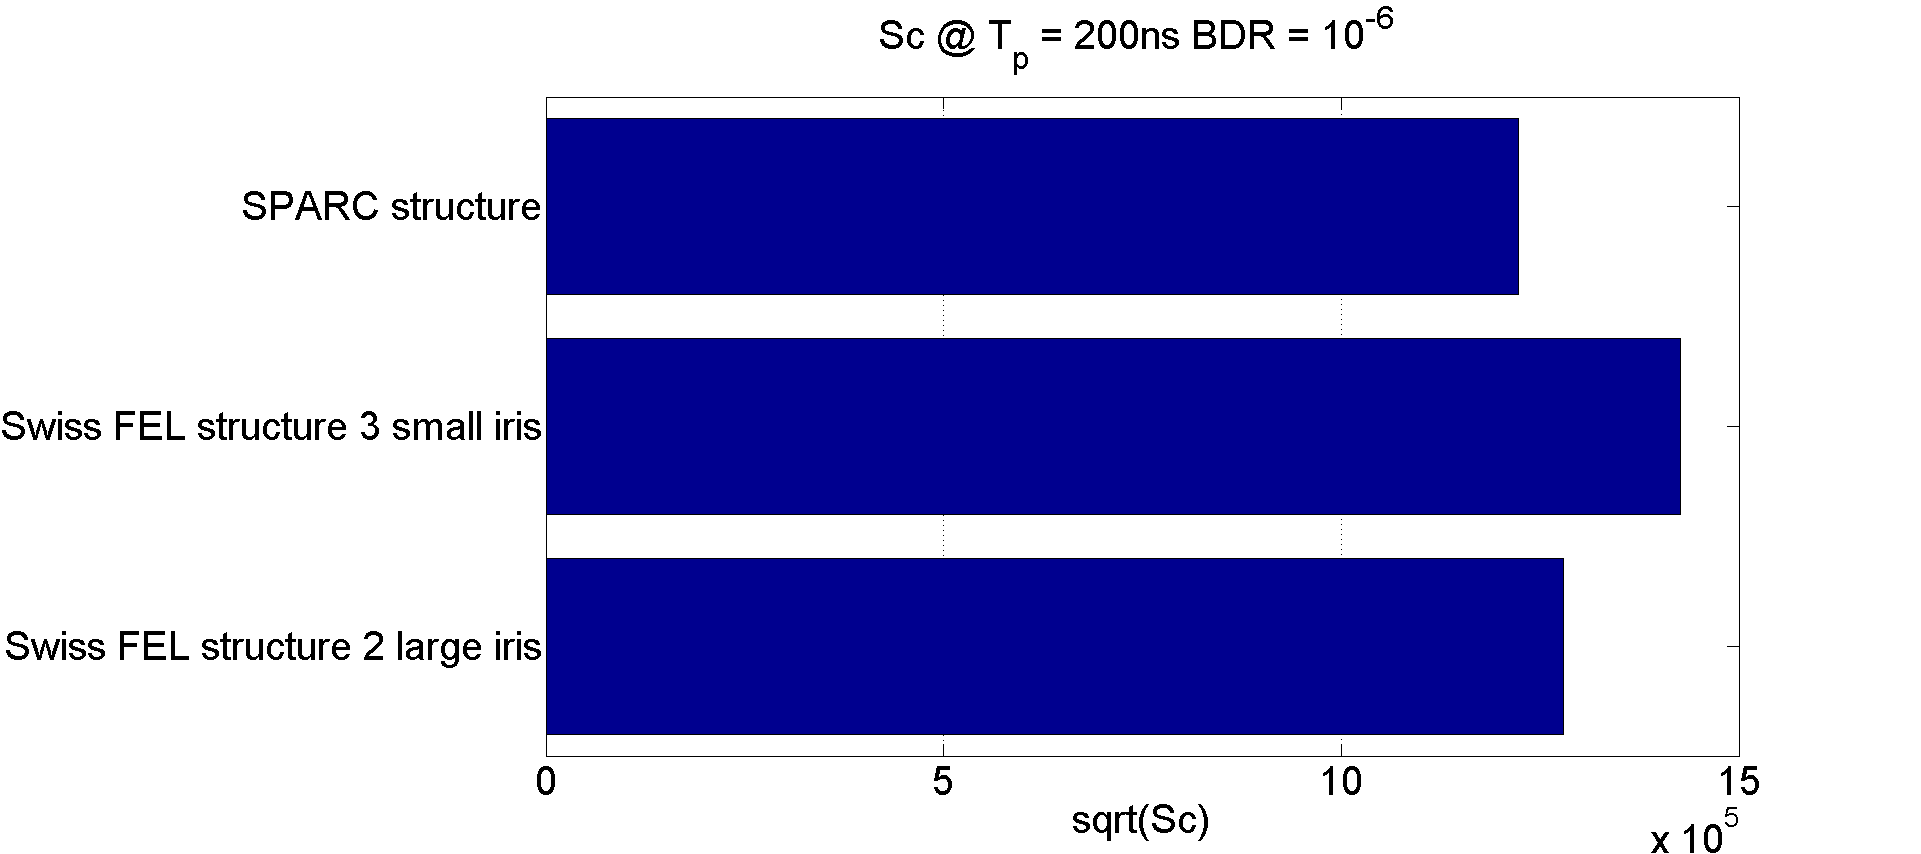 Sc @ Tp = 200ns BDR = 10^-6
SPARC structure
Swiss FEL structure 3 small iris
Swiss FEL structure 2 large iris
0 5 10 15
sqrt(Sc)
x 10^5